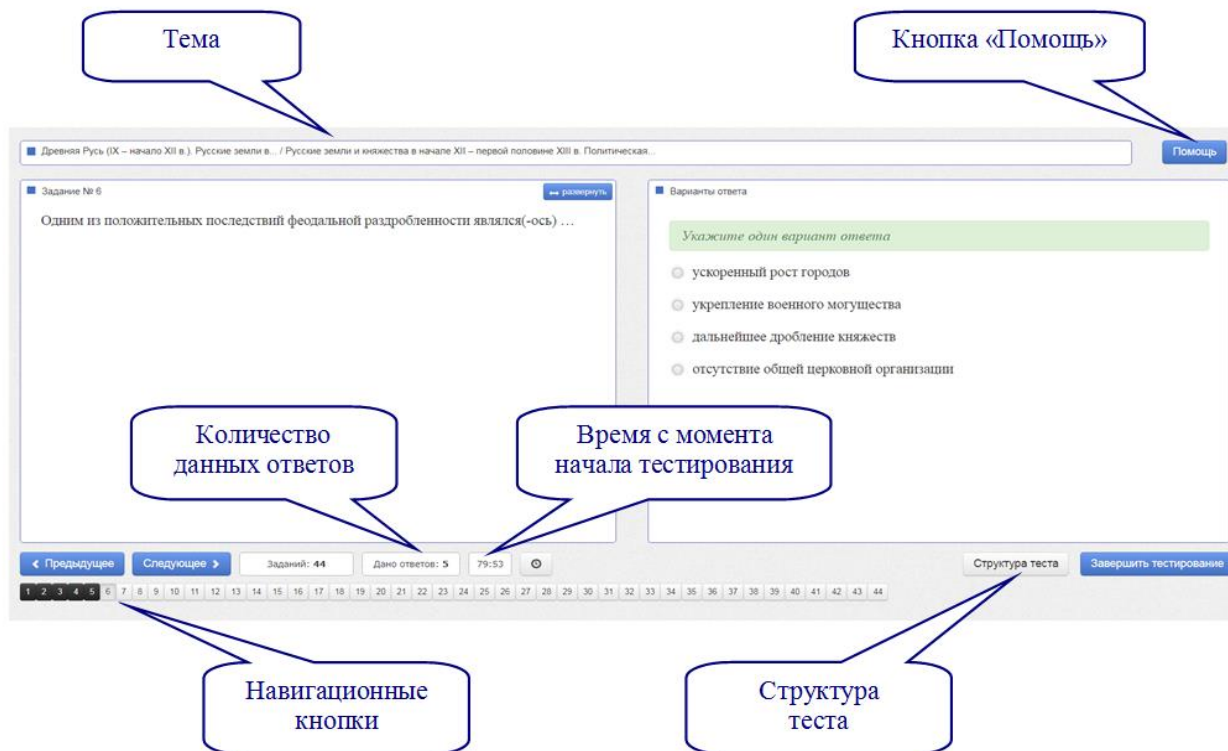 Тема
Кнопка «Помощь»
Древняя Русь (IX – начало XII в.). Русские земли в... / Русские земли и княжества в начале XII – первой половине XIII в. Политическая...
Помощь
Задание № 6
развернуть
Одним из положительных последствий феодальной раздробленности являлся(-ось) …
Варианты ответа
Укажите один вариант ответа
ускоренный рост городов
укрепление военного могущества
дальнейшее дробление княжеств
отсутствие общей церковной организации
Количество
данных ответов
Время с момента
начала тестирования
Предыдущее
Следующее
Заданий: 44
Дано ответов: 5
79:53
Структура теста
Завершить тестирование
1 2 3 4 5 6 7 8 9 10 11 12 13 14 15 16 17 18 19 20 21 22 23 24 25 26 27 28 29 30 31 32 33 34 35 36 37 38 39 40 41 42 43 44
Навигационные
кнопки
Структура
теста